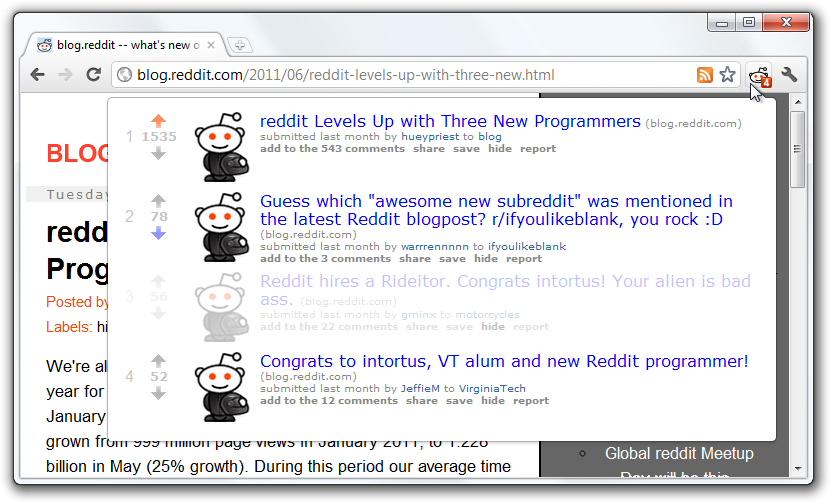 blog.reddit -- what's new o
blog.reddit.com/2011/06/reddit-levels-up-with-three-new.html
4
BLOG
Tuesday
redd
Prog
Posted by
Labels: hi
We're al
year for
January
grown from 999 million page views in January 2011, to 1.228
billion in May (25% growth). During this period our average time
1
1535
reddit Levels Up with Three New Programmers (blog.reddit.com)
submitted last month by hueypriest to blog
add to the 543 comments share save hide report
2
78
Guess which "awesome new subreddit" was mentioned in
the latest Reddit blogpost? r/ifyoulikeblank, you rock :D
(blog.reddit.com)
submitted last month by warrrennnnn to ifyoulikeblank
add to the 3 comments share save hide report
3
56
Reddit hires a Rideitor. Congrats intortus! Your alien is bad
ass. (blog.reddit.com)
submitted last month by gminx to motorcycles
add to the 22 comments share save hide report
4
52
Congrats to intortus, VT alum and new Reddit programmer!
(blog.reddit.com)
submitted last month by JeffieM to VirginiaTech
add to the 12 comments share save hide report
Global reddit Meetup
Day will be this